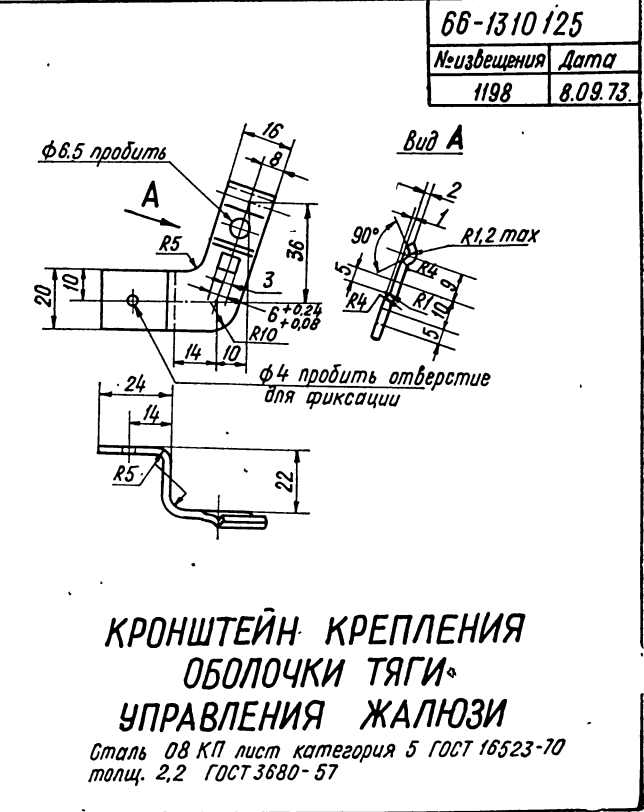 66-1310125
№извещения Дата
1198 8.09.73.
Вид А
16
ϕ6.5 пробить
8
А
2
1
90°
R1,2 max
R5
36
R4
5
9
10
20
3
R4
R1
10
6 +0.24 +0,08
R10
5
14
10
ϕ4 пробить отверстие
для фиксации
24
14
R5
22
КРОНШТЕЙН КРЕПЛЕНИЯ
ОБОЛОЧКИ ТЯГИ
УПРАВЛЕНИЯ ЖАЛЮЗИ
Сталь 08 КП лист категория 5 ГОСТ 16523-70
толщ. 2,2 ГОСТ 3680-57